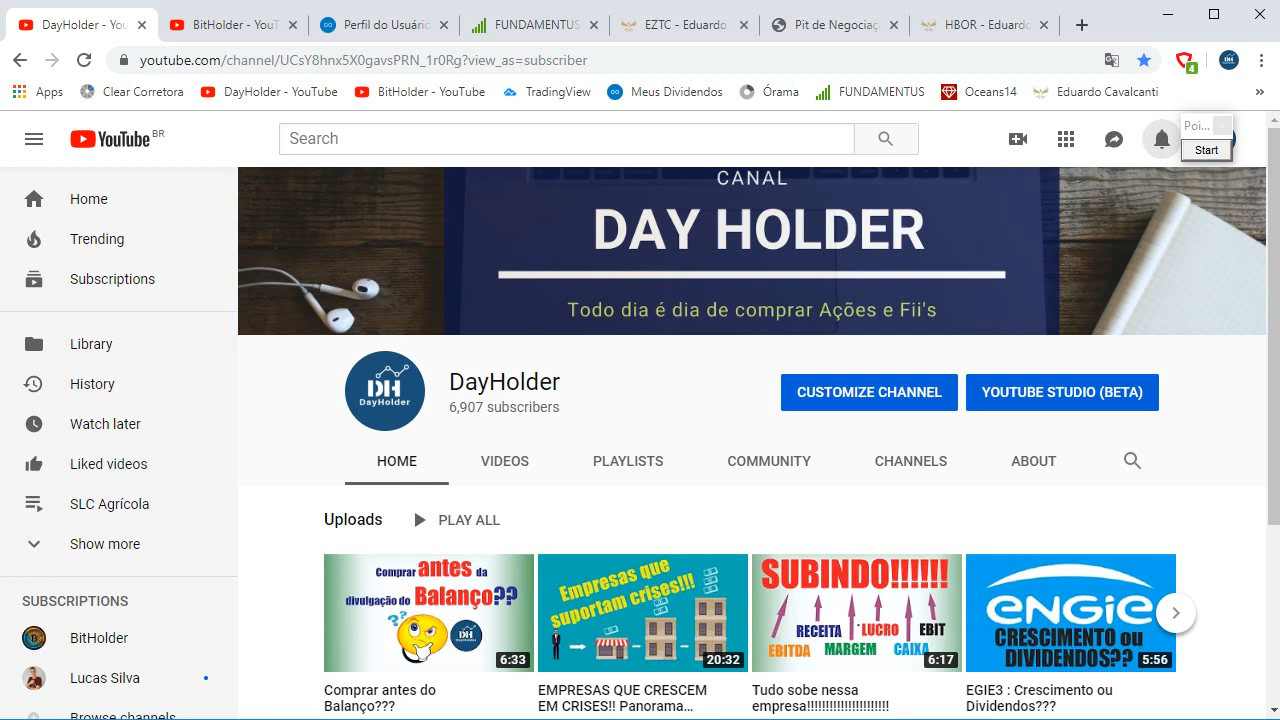 DayHolder - You
BitHolder - YouT
Perfil do Usuário
FUNDAMENTUS
EZTC - Eduardo
Pit de Negociaç
HBOR - Eduardo
youtube.com/channel/UCsY8hnx5X0gavsPRN_1r0Rg?view_as=subscriber
4
Apps
Clear Corretora
DayHolder - YouTube
BitHolder - YouTube
TradingView
Meus Dividendos
Órama
FUNDAMENTUS
Oceans14
Eduardo Cavalcanti
»
YouTube BR
Search
Poi...
Start
Home
Trending
Subscriptions
Library
History
Watch later
Liked videos
SLC Agrícola
Show more
SUBSCRIPTIONS
BitHolder
Lucas Silva
Browse channels
CANAL
DAY HOLDER
Todo dia é dia de comprar Ações e Fii's
DH
DayHolder
DayHolder
6,907 subscribers
CUSTOMIZE CHANNEL
YOUTUBE STUDIO (BETA)
HOME
VIDEOS
PLAYLISTS
COMMUNITY
CHANNELS
ABOUT
Uploads
PLAY ALL
Comprar antes da
divulgação do Balanço??
??
DH
6:33
Comprar antes do
Balanço???
Empresas que
suportam crises!!!
20:32
EMPRESAS QUE CRESCEM
EM CRISES!! Panorama...
SUBINDO!!!!!!
RECEITA
LUCRO
EBIT
EBITDA
MARGEM
CAIXA
6:17
Tudo sobe nessa
empresa!!!!!!!!!!!!!!!!!!!!!!
ENGIE
CRESCIMENTO ou
DIVIDENDOS??
5:56
EGIE3 : Crescimento ou
Dividendos???